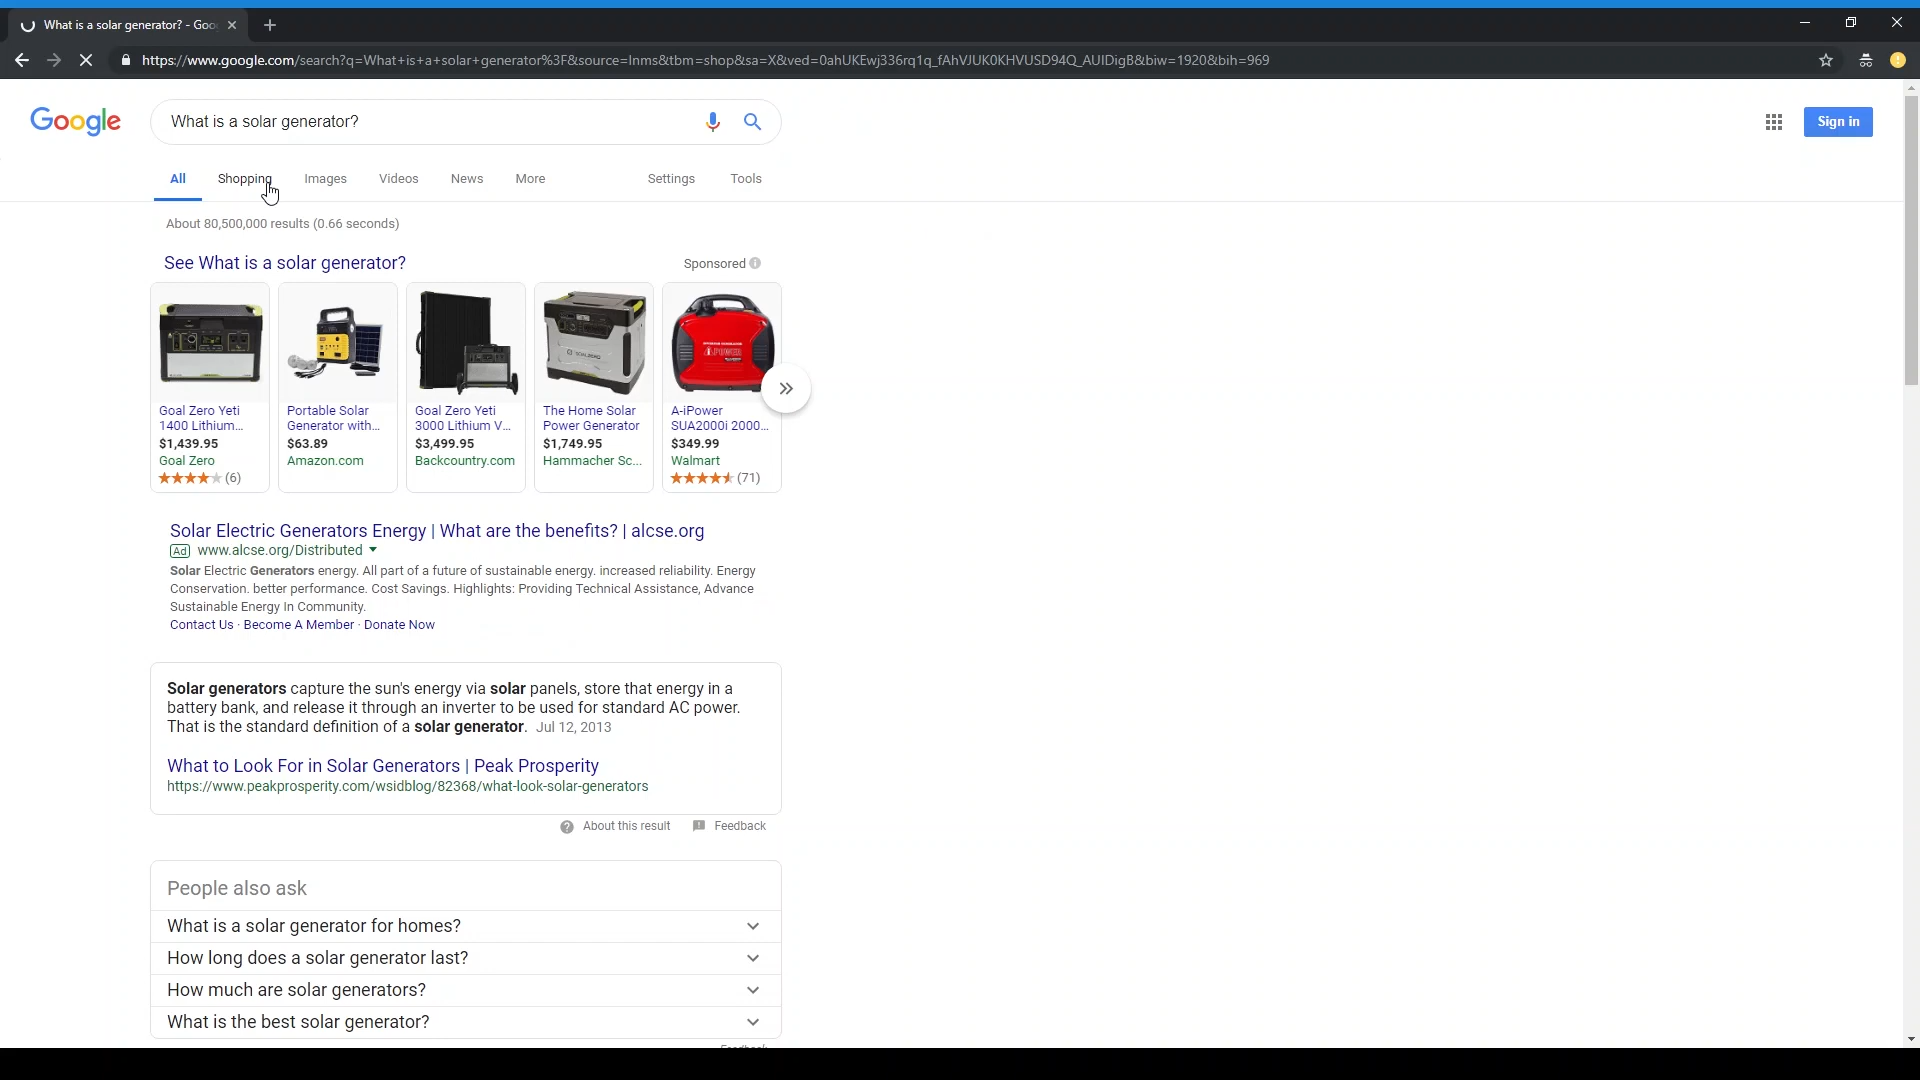 What is a solar generator? - Goo
https://www.google.com/search?q=What+is+a+solar+generator%3F&source=lnms&tbm=shop&sa=X&ved=0ahUKEwj336rq1q_fAhVJUK0KHVUSD94Q_AUIDigB&biw=1920&bih=969
Google
What is a solar generator?
Sign in
All Shopping Images Videos News More Settings Tools
About 80,500,000 results (0.66 seconds)
See What is a solar generator? Sponsored
Goal Zero Yeti 1400 Lithium...
$1,439.95
Goal Zero
(6)
Portable Solar Generator with...
$63.89
Amazon.com
Goal Zero Yeti 3000 Lithium V...
$3,499.95
Backcountry.com
The Home Solar Power Generator
$1,749.95
Hammacher Sc...
A-iPower SUA2000i 2000...
$349.99
Walmart
(71)
Solar Electric Generators Energy | What are the benefits? | alcse.org
Ad www.alcse.org/Distributed
Solar Electric Generators energy. All part of a future of sustainable energy. increased reliability. Energy
Conservation. better performance. Cost Savings. Highlights: Providing Technical Assistance, Advance
Sustainable Energy In Community.
Contact Us · Become A Member · Donate Now
Solar generators capture the sun's energy via solar panels, store that energy in a
battery bank, and release it through an inverter to be used for standard AC power.
That is the standard definition of a solar generator. Jul 12, 2013
What to Look For in Solar Generators | Peak Prosperity
https://www.peakprosperity.com/wsidblog/82368/what-look-solar-generators
About this result Feedback
People also ask
What is a solar generator for homes?
How long does a solar generator last?
How much are solar generators?
What is the best solar generator?